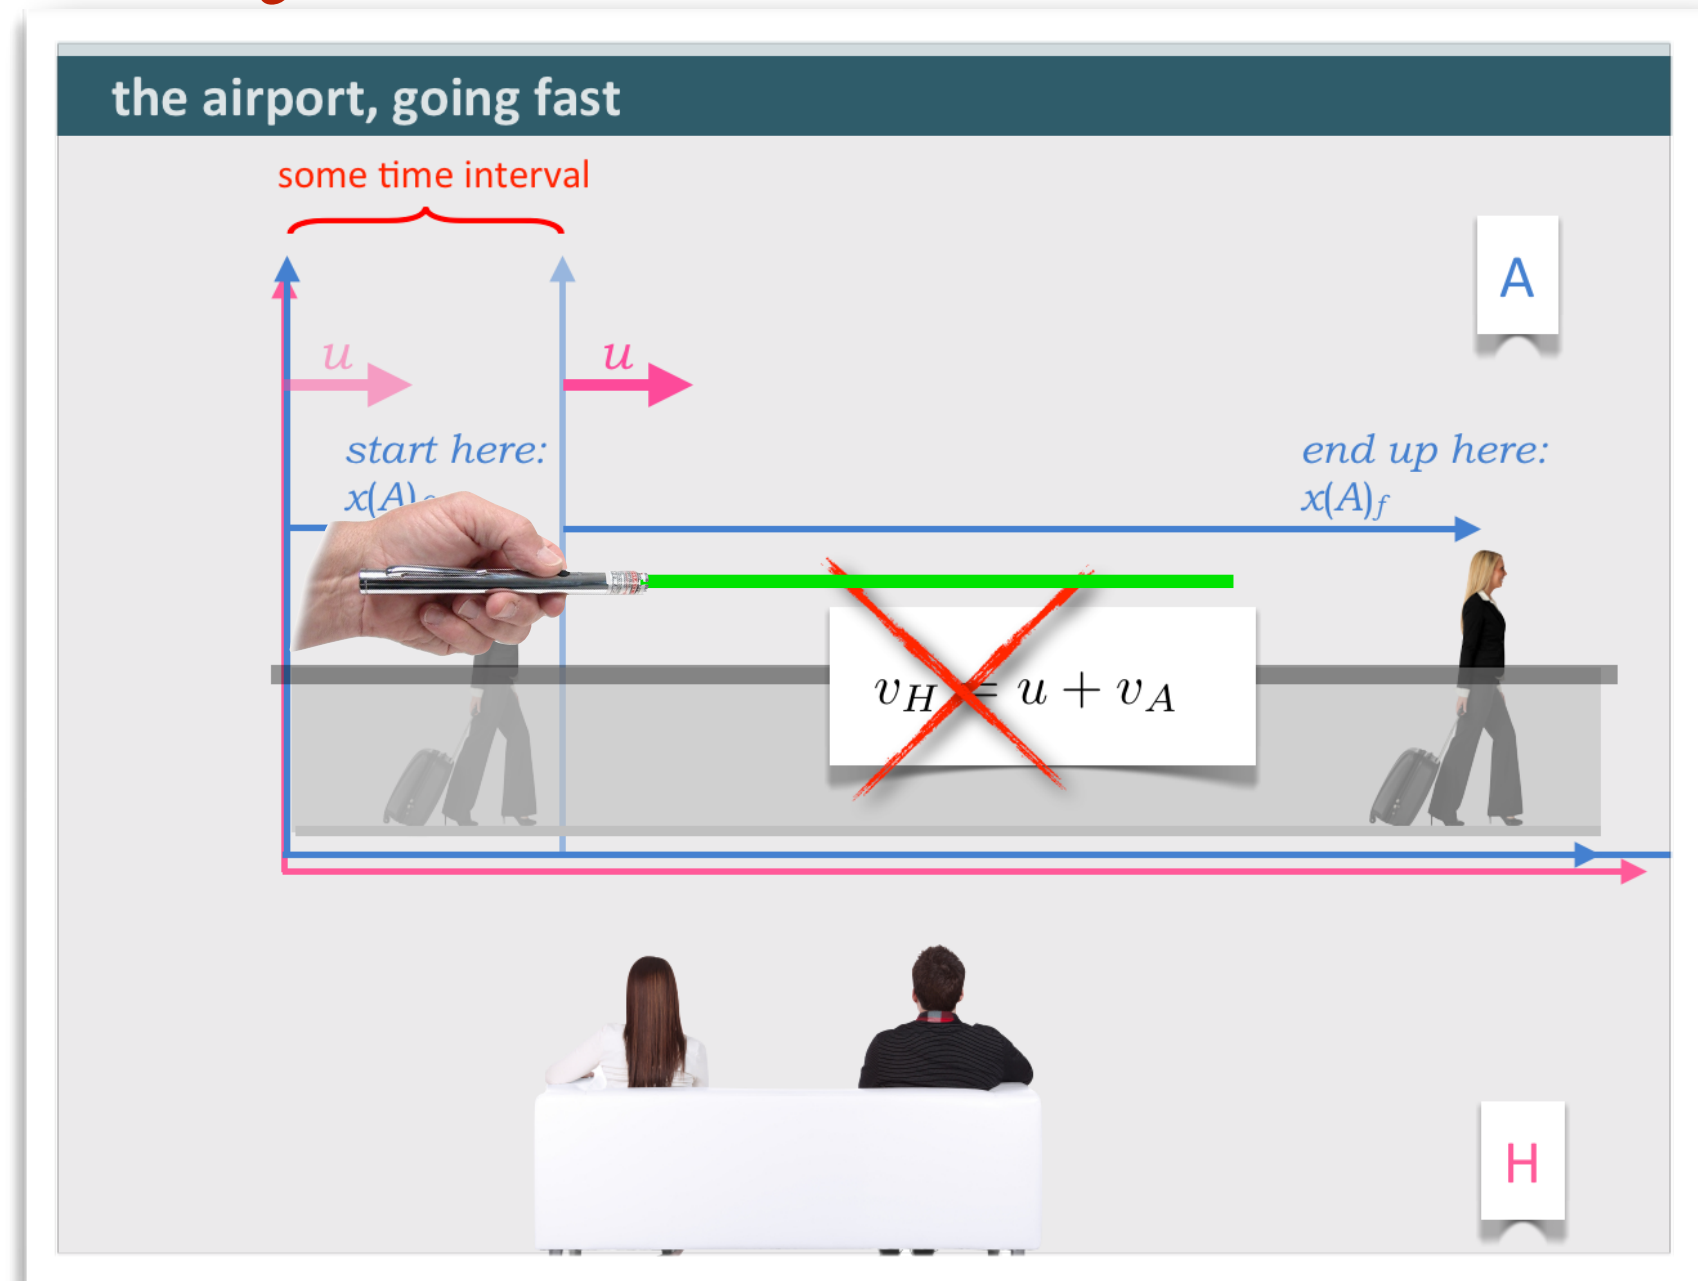 the airport, going fast
some time interval
A
u
u
start here:
x(A)
end up here:
x(A)f
vH = u + vA
H